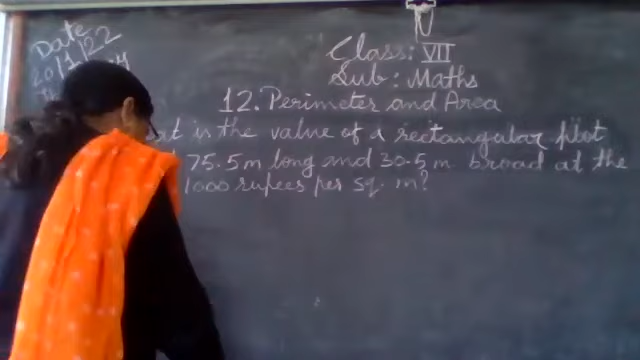 Date
20/1/22
Class: VII
Sub: Maths
12. Perimeter and Area
at is the value of a rectangular plot
75.5m long and 30.5m broad at the
1000 rupees per sq. m?